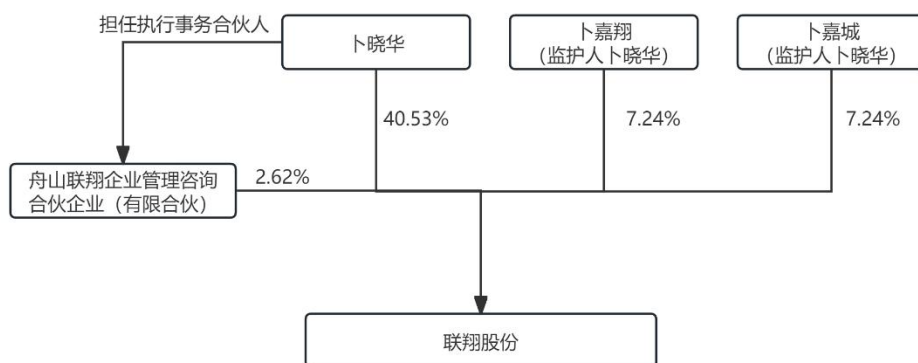 担任执行事务合伙人
卜晓华
卜嘉翔
（监护人卜晓华）
卜嘉城
（监护人卜晓华）
40.53%
7.24%
7.24%
舟山联翔企业管理咨询
合伙企业（有限合伙）
2.62%
联翔股份